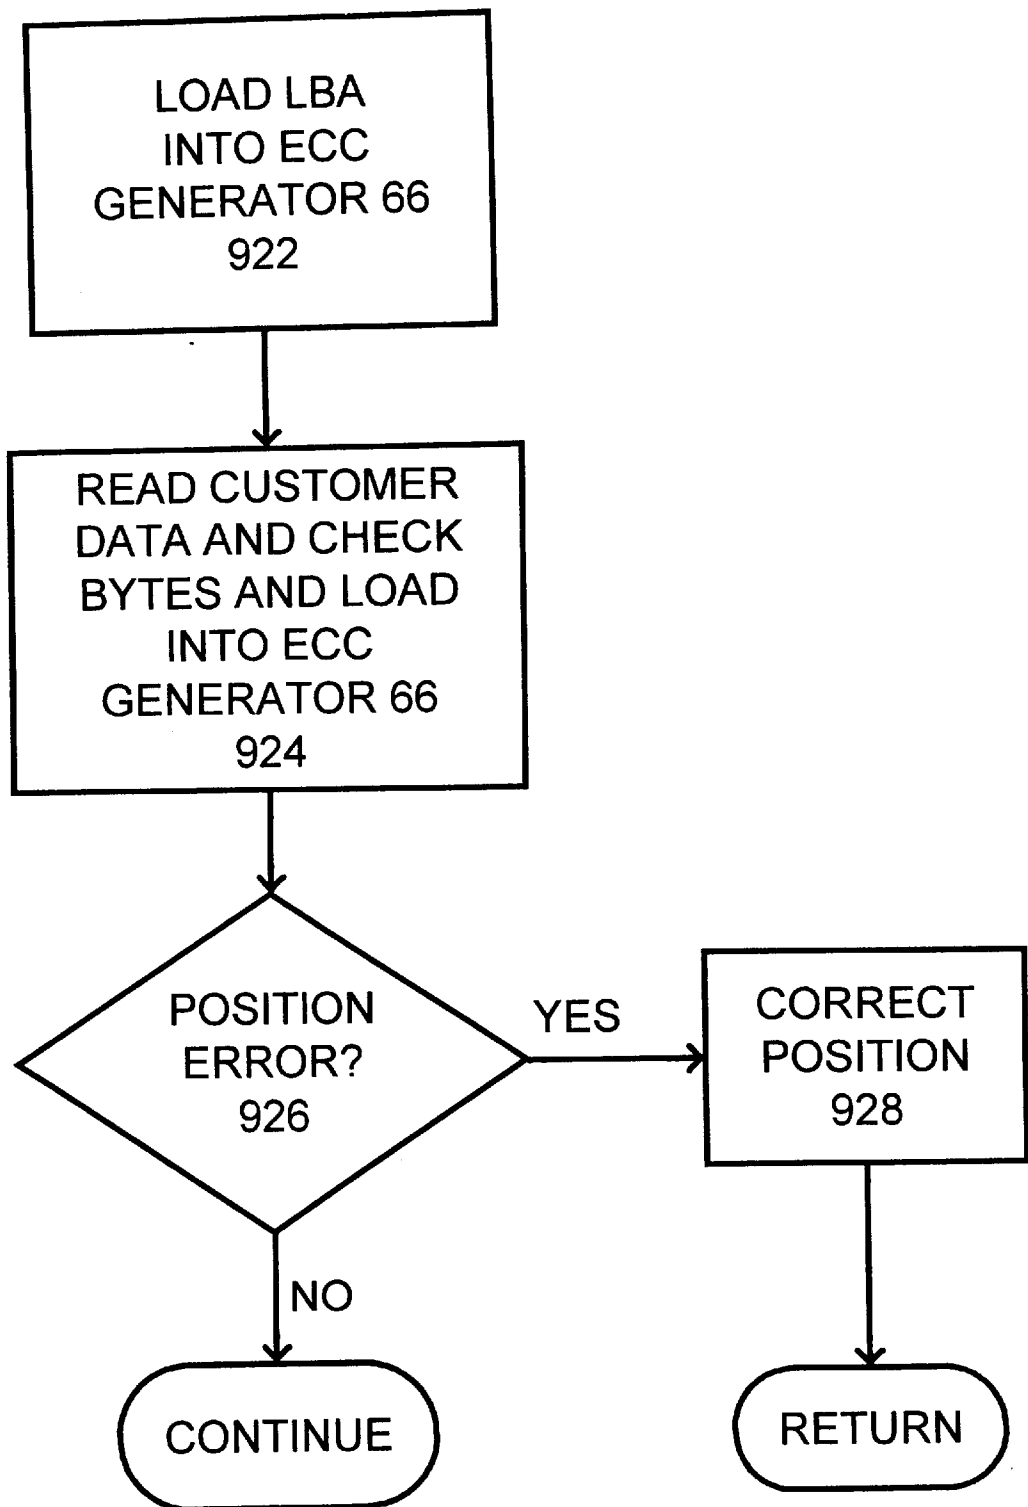 LOAD LBA
INTO ECC
GENERATOR 66
922
READ CUSTOMER
DATA AND CHECK
BYTES AND LOAD
INTO ECC
GENERATOR 66
924
POSITION
ERROR?
926
YES
CORRECT
POSITION
928
NO
CONTINUE
RETURN